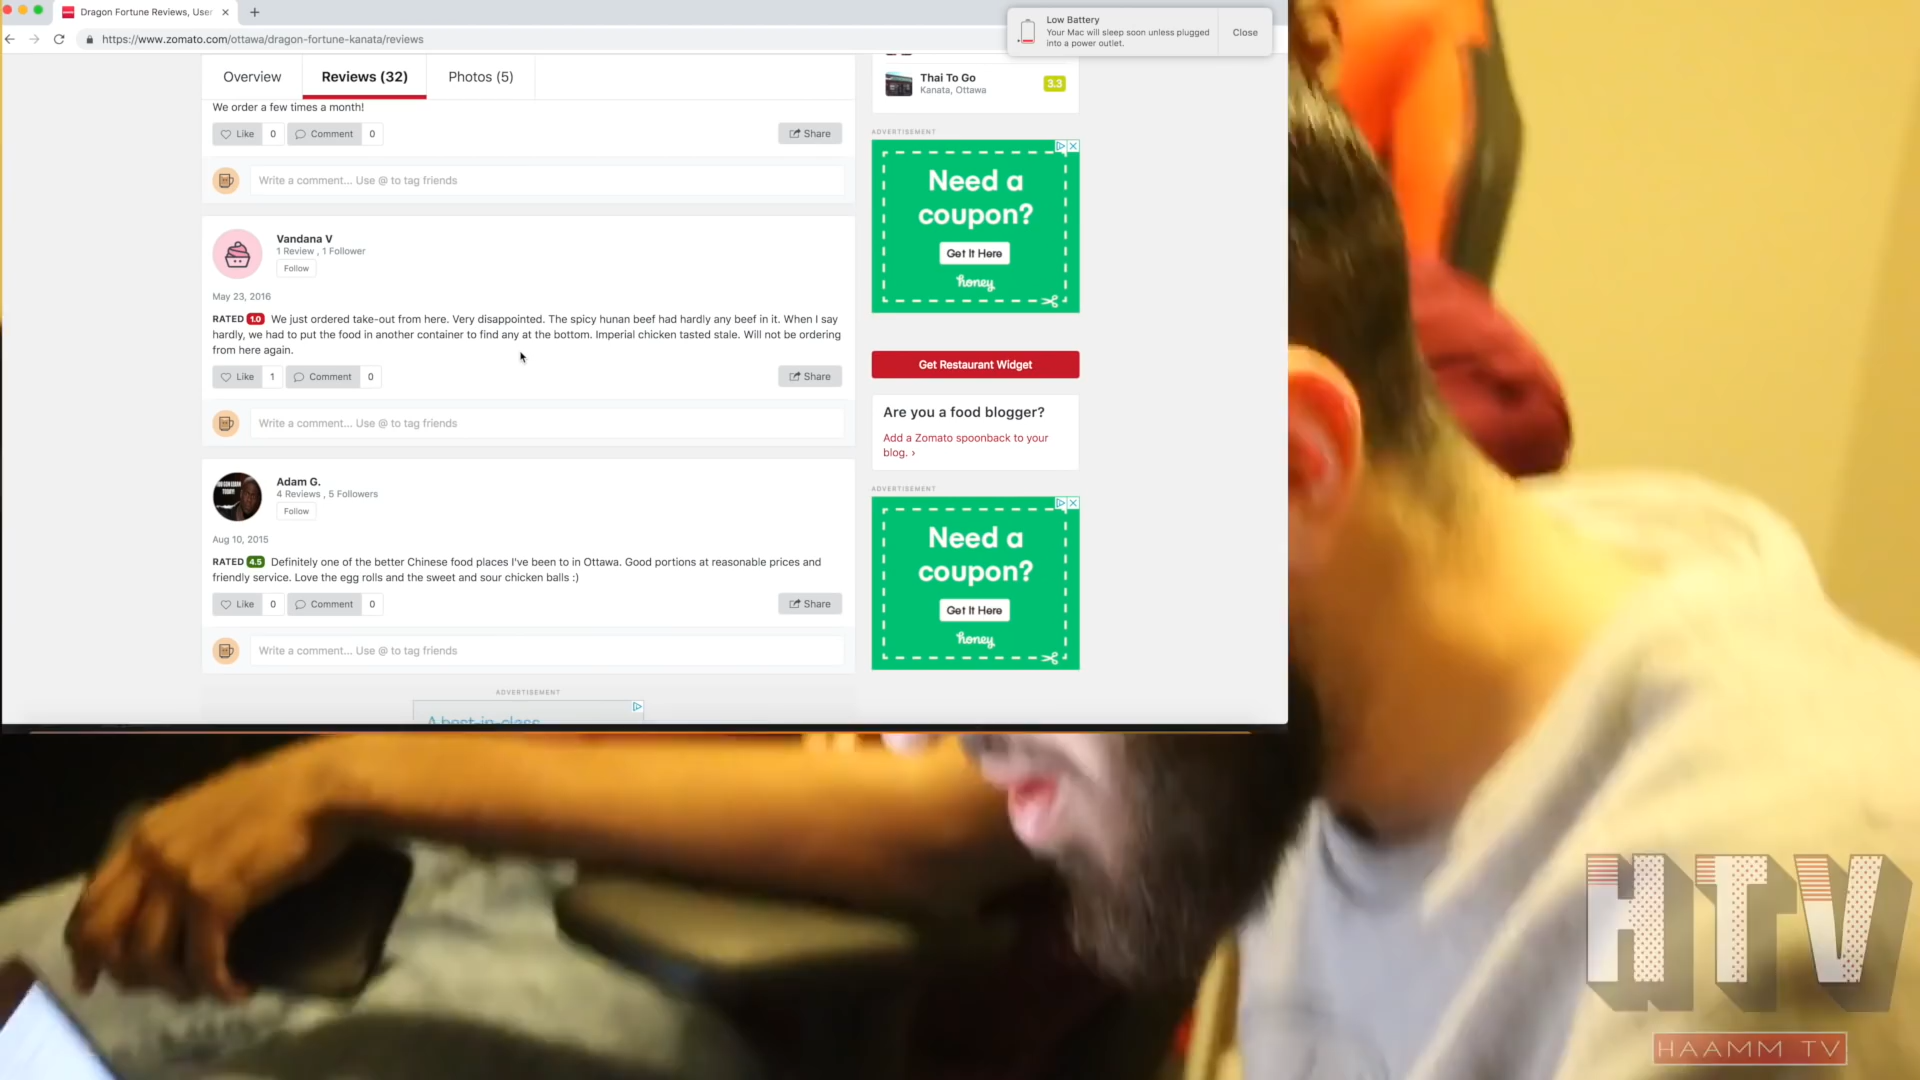 Dragon Fortune Reviews, User
https://www.zomato.com/ottawa/dragon-fortune-kanata/reviews
Low Battery
Your Mac will sleep soon unless plugged
into a power outlet.
Close
Overview
Reviews (32)
Photos (5)
We order a few times a month!
Like 0 Comment 0 Share
Write a comment... Use @ to tag friends
Vandana V
1 Review , 1 Follower
Follow
May 23, 2016
RATED 1.0 We just ordered take-out from here. Very disappointed. The spicy hunan beef had hardly any beef in it. When I say
hardly, we had to put the food in another container to find any at the bottom. Imperial chicken tasted stale. Will not be ordering
from here again.
Like 1 Comment 0 Share
Write a comment... Use @ to tag friends
Adam G.
4 Reviews , 5 Followers
Follow
Aug 10, 2015
RATED 4.5 Definitely one of the better Chinese food places I've been to in Ottawa. Good portions at reasonable prices and
friendly service. Love the egg rolls and the sweet and sour chicken balls :)
Like 0 Comment 0 Share
Write a comment... Use @ to tag friends
ADVERTISEMENT
A best-in-class
Thai To Go
Kanata, Ottawa
3.3
ADVERTISEMENT
Need a
coupon?
Get It Here
honey
Get Restaurant Widget
Are you a food blogger?
Add a Zomato spoonback to your
blog. ›
ADVERTISEMENT
Need a
coupon?
Get It Here
honey
HTV
HAAMM TV